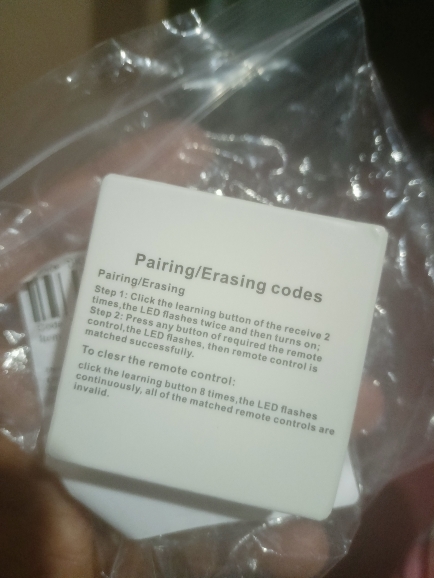 Pairing/Erasing codes
Pairing/Erasing
Step 1: Click the learning button of the receive 2
times,the LED flashes twice and then turns on;
Step 2: Press any button of required the remote
control,the LED flashes, then remote control is
matched successfully.
To clesr the remote control:
click the learning button 8 times,the LED flashes
continuously, all of the matched remote controls are
invalid.